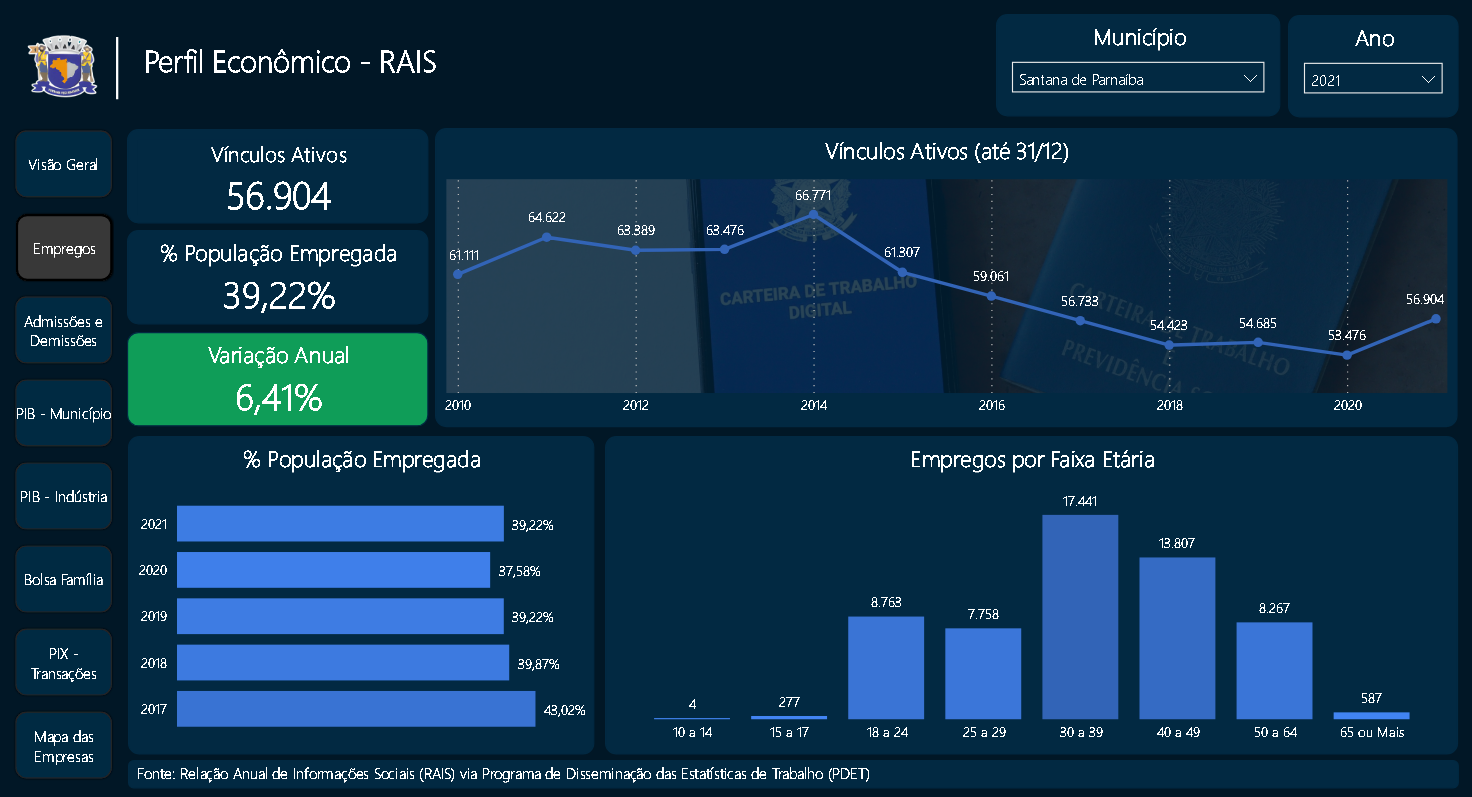 Perfil Econômico - RAIS
Município
Santana de Parnaíba
Ano
2021
Visão Geral
Empregos
Admissões e
Demissões
PIB - Município
PIB - Indústria
Bolsa Família
PIX -
Transações
Mapa das
Empresas
Vínculos Ativos
56.904
% População Empregada
39,22%
Variação Anual
6,41%
Vínculos Ativos (até 31/12)
61.111
64.622
63.389
63.476
66.771
61.307
59.061
56.733
54.423
54.685
53.476
56.904
CARTEIRA DE TRABALHO
DIGITAL
CARTEIRA DE TRABALHO
E
PREVIDÊNCIA
2010
2012
2014
2016
2018
2020
% População Empregada
2021
39,22%
2020
37,58%
2019
39,22%
2018
39,87%
2017
43,02%
Empregos por Faixa Etária
4
277
8.763
7.758
17.441
13.807
8.267
587
10 a 14
15 a 17
18 a 24
25 a 29
30 a 39
40 a 49
50 a 64
65 ou Mais
Fonte: Relação Anual de Informações Sociais (RAIS) via Programa de Disseminação das Estatísticas de Trabalho (PDET)